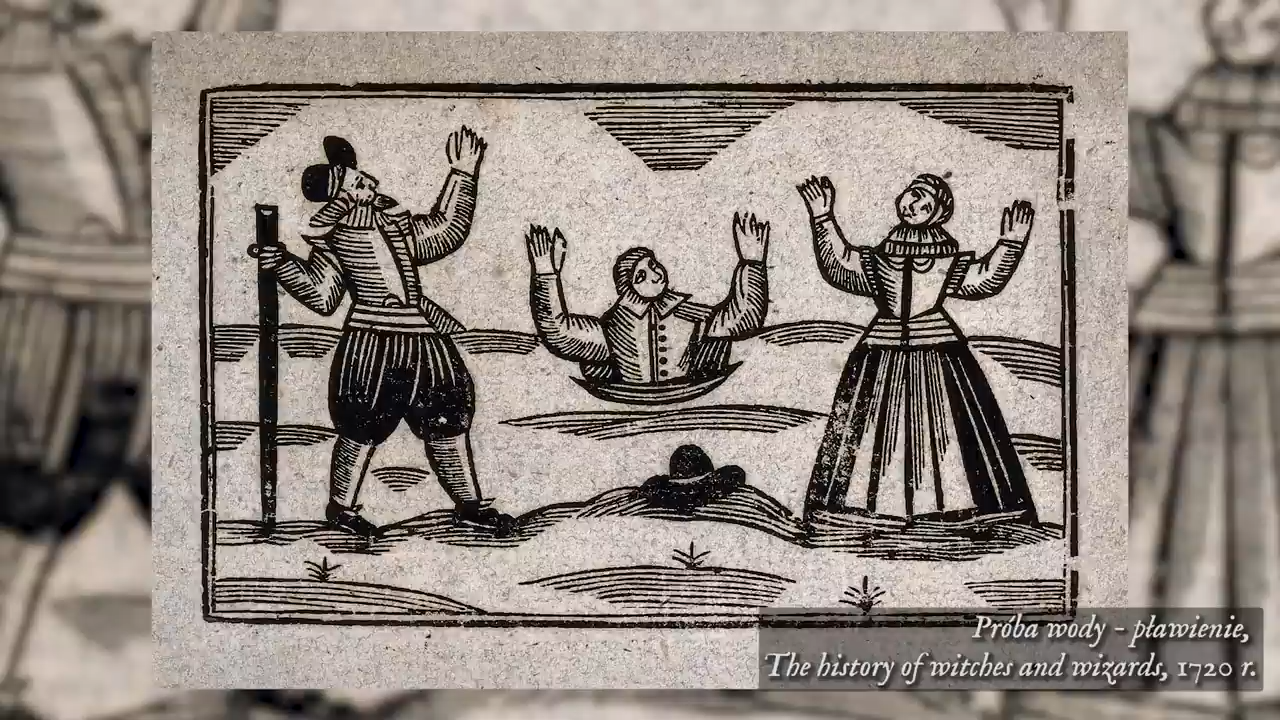 Próba wody - pławienie,
The history of witches and wizards, 1720 r.